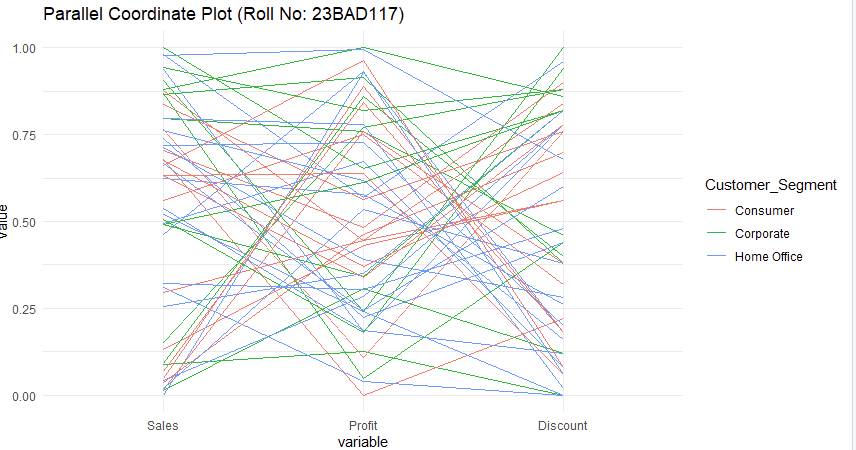 Parallel Coordinate Plot (Roll No: 23BAD117)
1.00
0.75
0.50
0.25
0.00
value
Sales
Profit
Discount
variable
Customer_Segment
Consumer
Corporate
Home Office